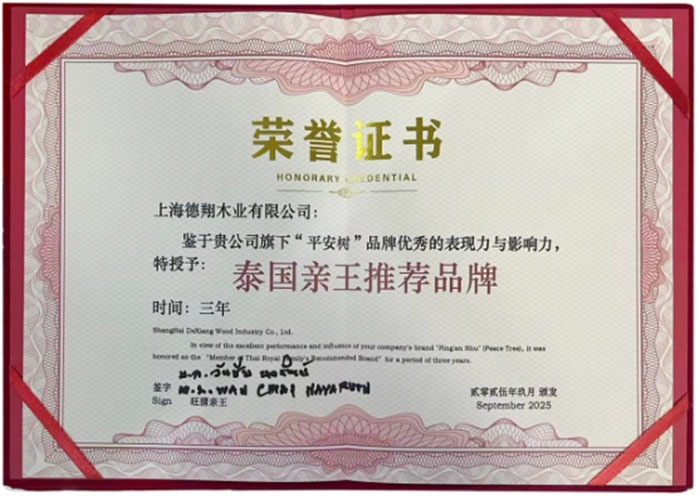 荣誉证书
HONORARY CREDENTIAL
上海德翔木业有限公司：
鉴于贵公司旗下“平安树”品牌优秀的表现力与影响力，
特授予： 泰国亲王推荐品牌
时间：三年
ShangHai DeXiang Wood Industry Co., Ltd.
In view of the excellent performance and influence of your company's brand "Ping'an Shu" (Peace Tree), it was
honored as the "Member of Thai Royal Family's Recommended Brand" for a period of three years.
签字
Sign 旺猜亲王
WAN CHAI
贰零贰伍年玖月 颁发
September 2025